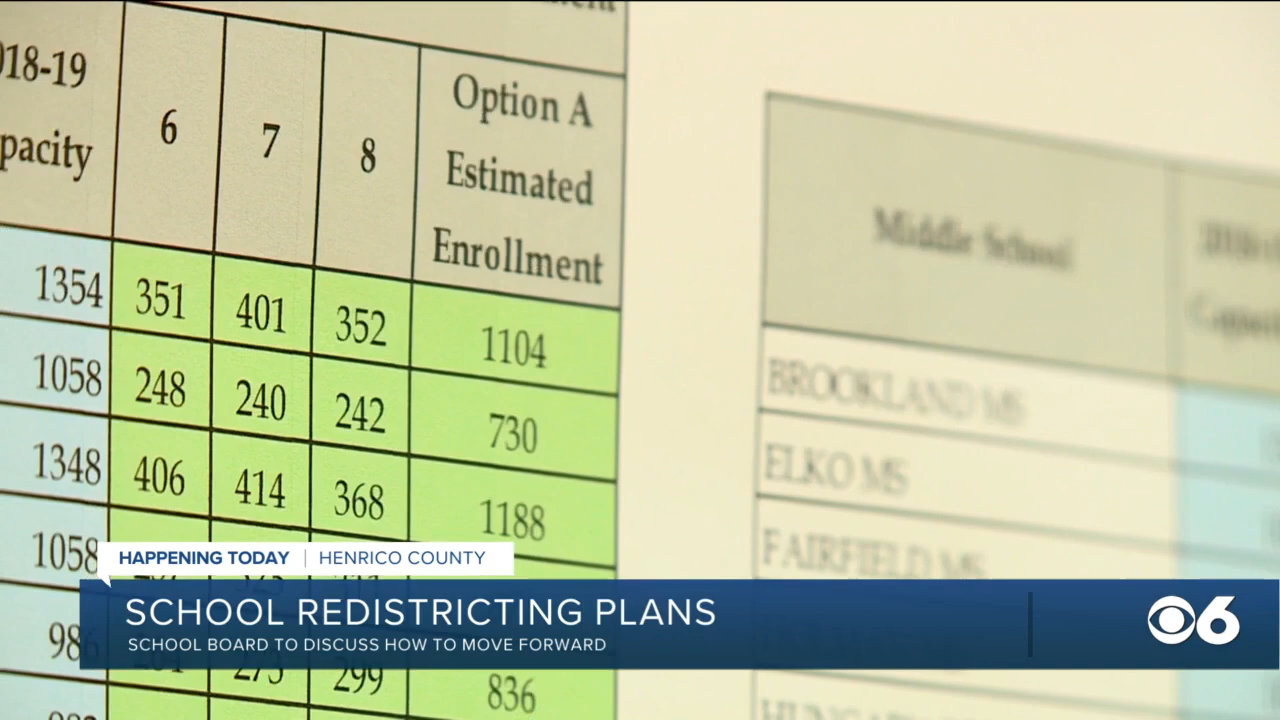 018-19
pacity
6
7
8
Option A
Estimated
Enrollment
1354 351 401 352 1104
1058 248 240 242 730
1348 406 414 368 1188
1058
273 299 836
Middle School
BROOKLAND MS
ELKO MS
FAIRFIELD MS
HAPPENING TODAY | HENRICO COUNTY
SCHOOL REDISTRICTING PLANS
SCHOOL BOARD TO DISCUSS HOW TO MOVE FORWARD
6